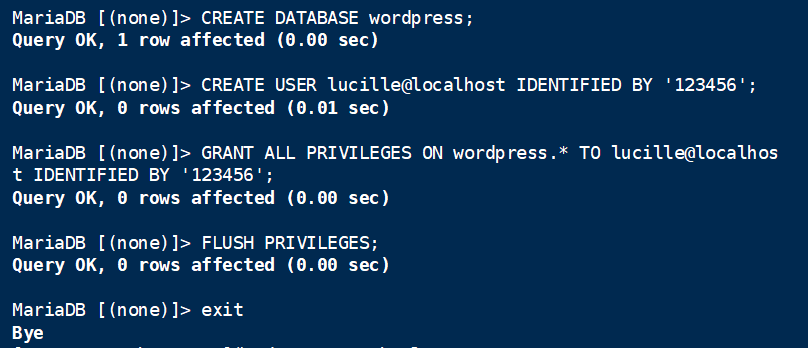 MariaDB [(none)]> CREATE DATABASE wordpress;
Query OK, 1 row affected (0.00 sec)
MariaDB [(none)]> CREATE USER lucille@localhost IDENTIFIED BY '123456';
Query OK, 0 rows affected (0.01 sec)
MariaDB [(none)]> GRANT ALL PRIVILEGES ON wordpress.* TO lucille@localhos
t IDENTIFIED BY '123456';
Query OK, 0 rows affected (0.00 sec)
MariaDB [(none)]> FLUSH PRIVILEGES;
Query OK, 0 rows affected (0.00 sec)
MariaDB [(none)]> exit
Bye